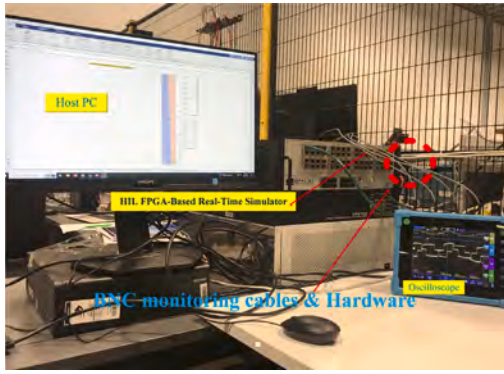 Host PC
HIL FPGA-Based Real-Time Simulator
BNC monitoring cables & Hardware
Oscilloscope